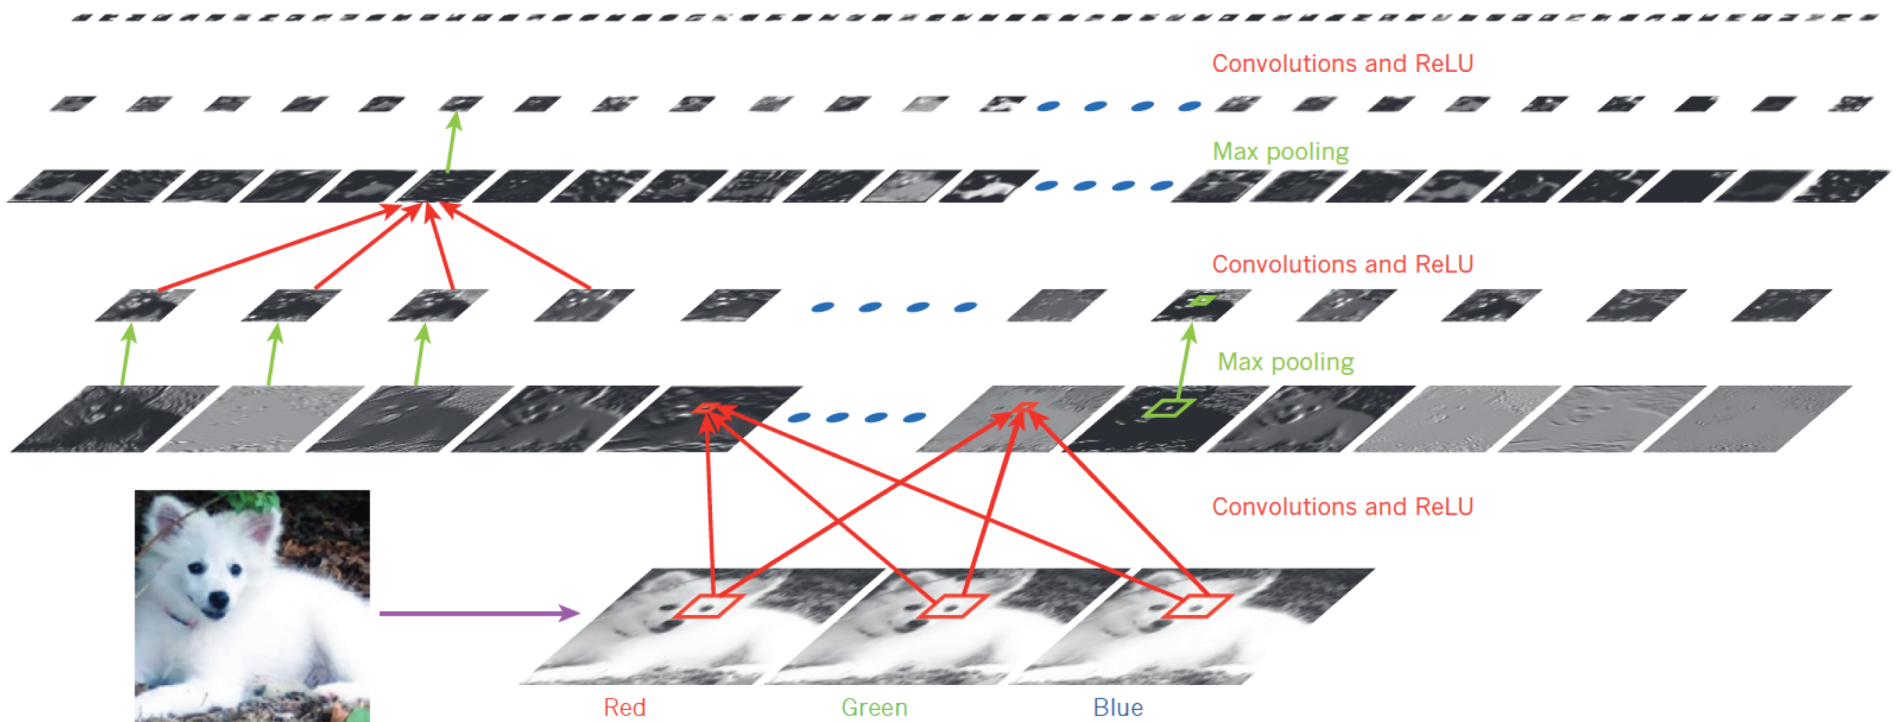 Convolutions and ReLU
Max pooling
Convolutions and ReLU
Max pooling
Convolutions and ReLU
Red Green Blue